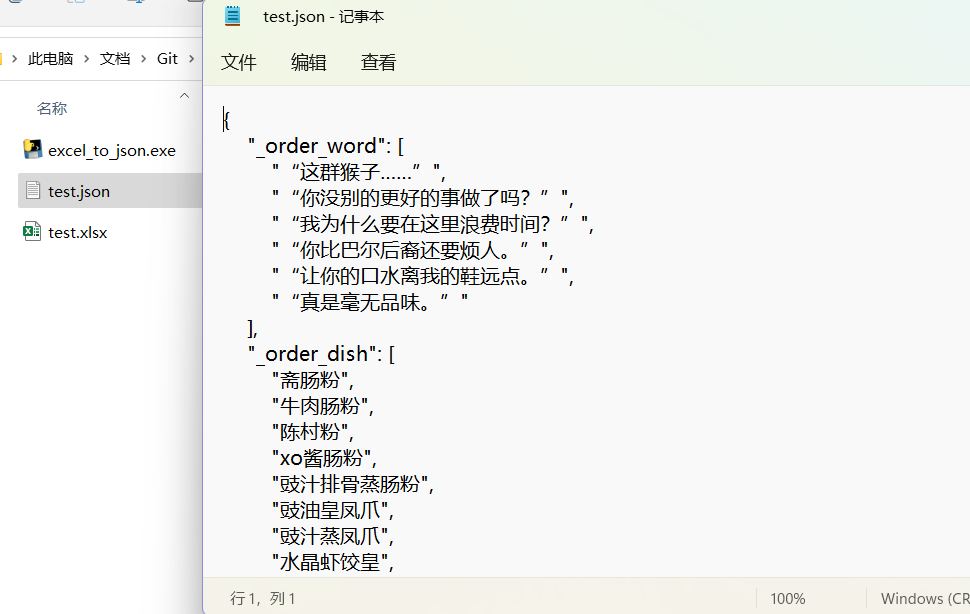 test.json - 记事本
文件 编辑 查看
此电脑 › 文档 › Git ›
名称
excel_to_json.exe
test.json
test.xlsx
{
"_order_word": [
"“这群猴子……”",
"“你没别的更好的事做了吗？”",
"“我为什么要在这里浪费时间？”",
"“你比巴尔后裔还要烦人。”",
"“让你的口水离我的鞋远点。”",
"“真是毫无品味。”"
],
"_order_dish": [
"斋肠粉",
"牛肉肠粉",
"陈村粉",
"xo酱肠粉",
"豉汁排骨蒸肠粉",
"豉油皇凤爪",
"豉汁蒸凤爪",
"水晶虾饺皇",
行 1，列 1
100%
Windows (CR